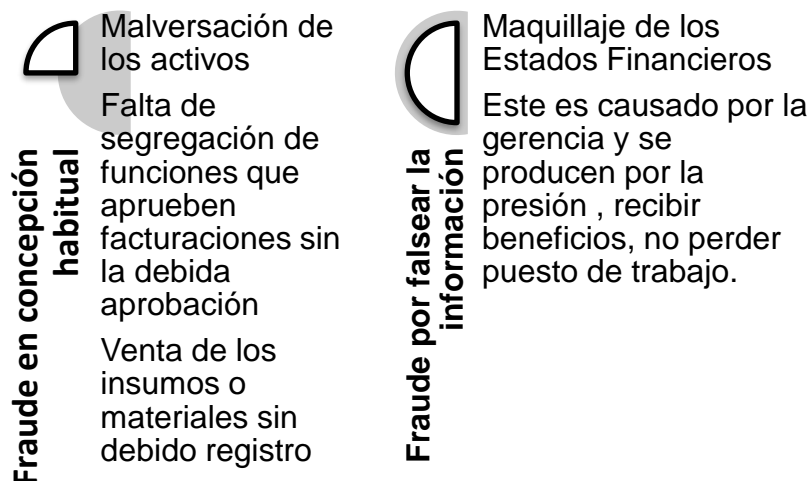 Fraude en concepción
habitual
Malversación de
los activos
Falta de
segregación de
funciones que
aprueben
facturaciones sin
la debida
aprobación
Venta de los
insumos o
materiales sin
debido registro
Fraude por falsear la
información
Maquillaje de los
Estados Financieros
Este es causado por la
gerencia y se
producen por la
presión , recibir
beneficios, no perder
puesto de trabajo.